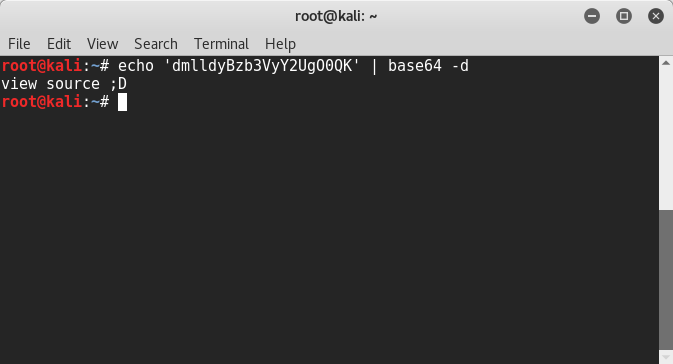 root@kali: ~
File Edit View Search Terminal Help
root@kali:~# echo 'dmlldyBzb3VyY2UgO0QK' | base64 -d
view source ;D
root@kali:~#